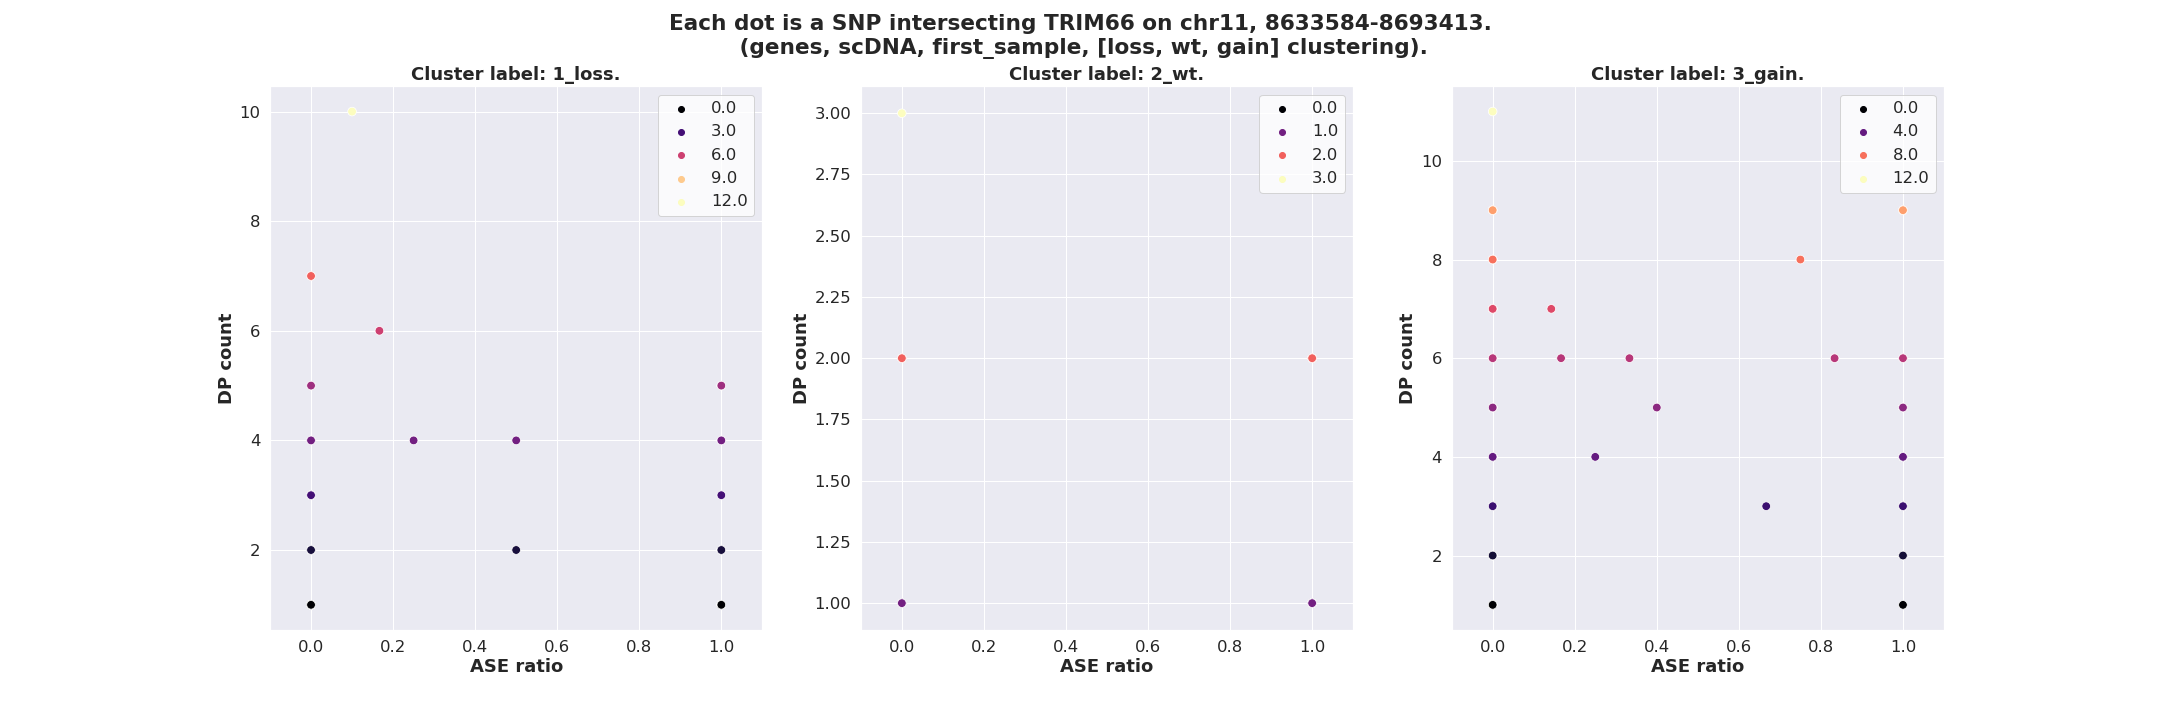 Each dot is a SNP intersecting TRIM66 on chr11, 8633584-8693413.
(genes, scDNA, first_sample, [loss, wt, gain] clustering).
Cluster label: 1_loss.
DP count
10
8
6
4
2
0.0
3.0
6.0
9.0
12.0
0.0 0.2 0.4 0.6 0.8 1.0
ASE ratio
Cluster label: 2_wt.
DP count
3.00
2.75
2.50
2.25
2.00
1.75
1.50
1.25
1.00
0.0
1.0
2.0
3.0
0.0 0.2 0.4 0.6 0.8 1.0
ASE ratio
Cluster label: 3_gain.
DP count
10
8
6
4
2
0.0
4.0
8.0
12.0
0.0 0.2 0.4 0.6 0.8 1.0
ASE ratio